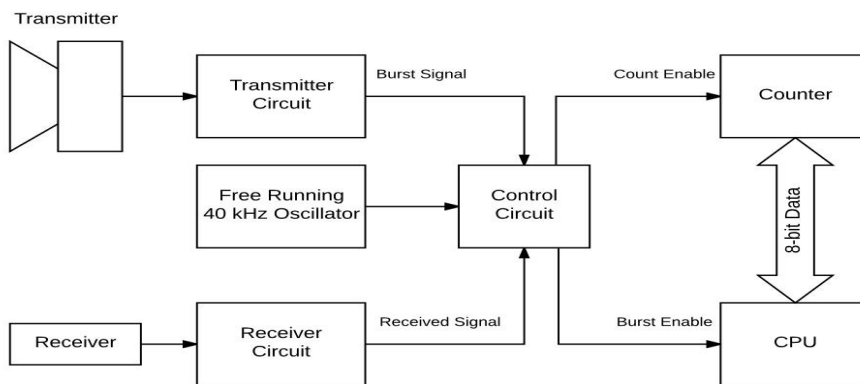 Transmitter
Transmitter
Circuit
Burst Signal
Count Enable
Counter
Free Running
40 kHz Oscillator
Control
Circuit
8-bit Data
Receiver
Receiver
Circuit
Received Signal
Burst Enable
CPU